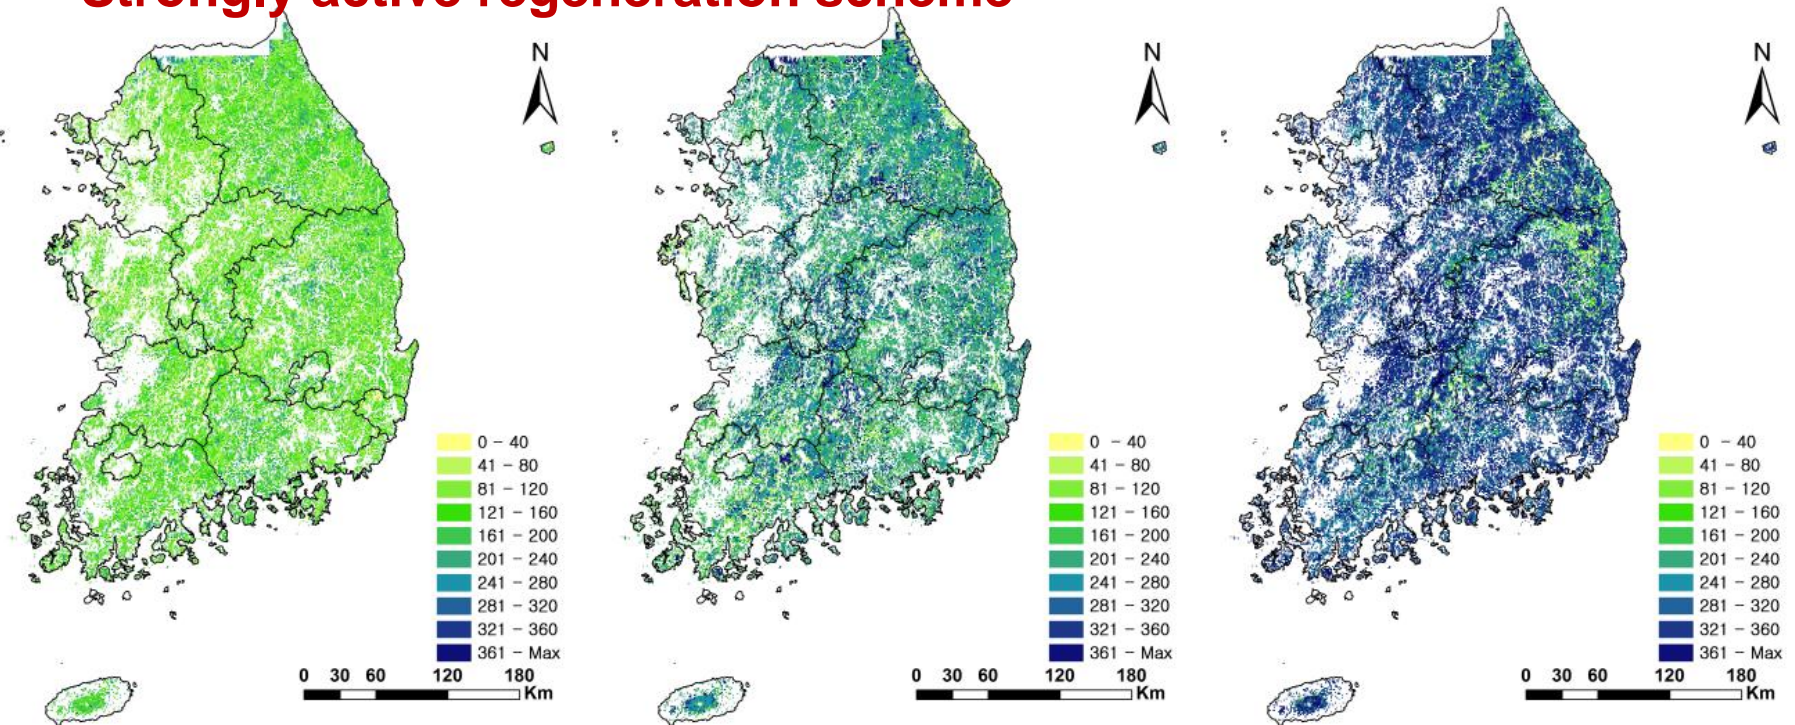 Strongly active regeneration scheme
N
0 - 40
41 - 80
81 - 120
121 - 160
161 - 200
201 - 240
241 - 280
281 - 320
321 - 360
361 - Max
0 30 60 120 180
Km
N
0 - 40
41 - 80
81 - 120
121 - 160
161 - 200
201 - 240
241 - 280
281 - 320
321 - 360
361 - Max
0 30 60 120 180
Km
N
0 - 40
41 - 80
81 - 120
121 - 160
161 - 200
201 - 240
241 - 280
281 - 320
321 - 360
361 - Max
0 30 60 120 180
Km